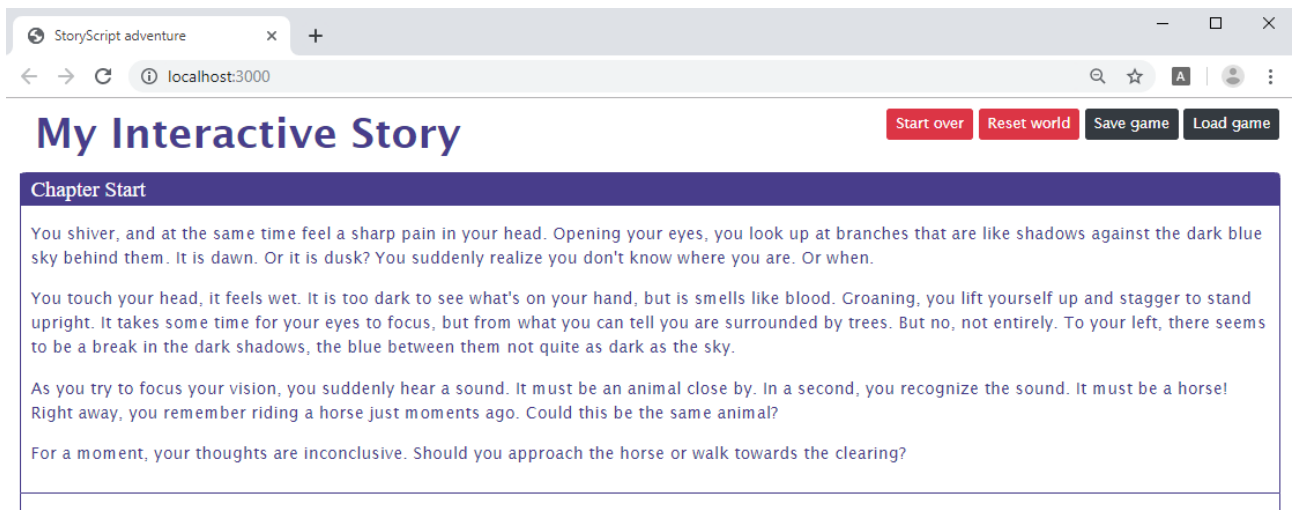 StoryScript adventure
localhost:3000
A
My Interactive Story
Start over Reset world Save game Load game
Chapter Start
You shiver, and at the same time feel a sharp pain in your head. Opening your eyes, you look up at branches that are like shadows against the dark blue
sky behind them. It is dawn. Or it is dusk? You suddenly realize you don't know where you are. Or when.
You touch your head, it feels wet. It is too dark to see what's on your hand, but is smells like blood. Groaning, you lift yourself up and stagger to stand
upright. It takes some time for your eyes to focus, but from what you can tell you are surrounded by trees. But no, not entirely. To your left, there seems
to be a break in the dark shadows, the blue between them not quite as dark as the sky.
As you try to focus your vision, you suddenly hear a sound. It must be an animal close by. In a second, you recognize the sound. It must be a horse!
Right away, you remember riding a horse just moments ago. Could this be the same animal?
For a moment, your thoughts are inconclusive. Should you approach the horse or walk towards the clearing?